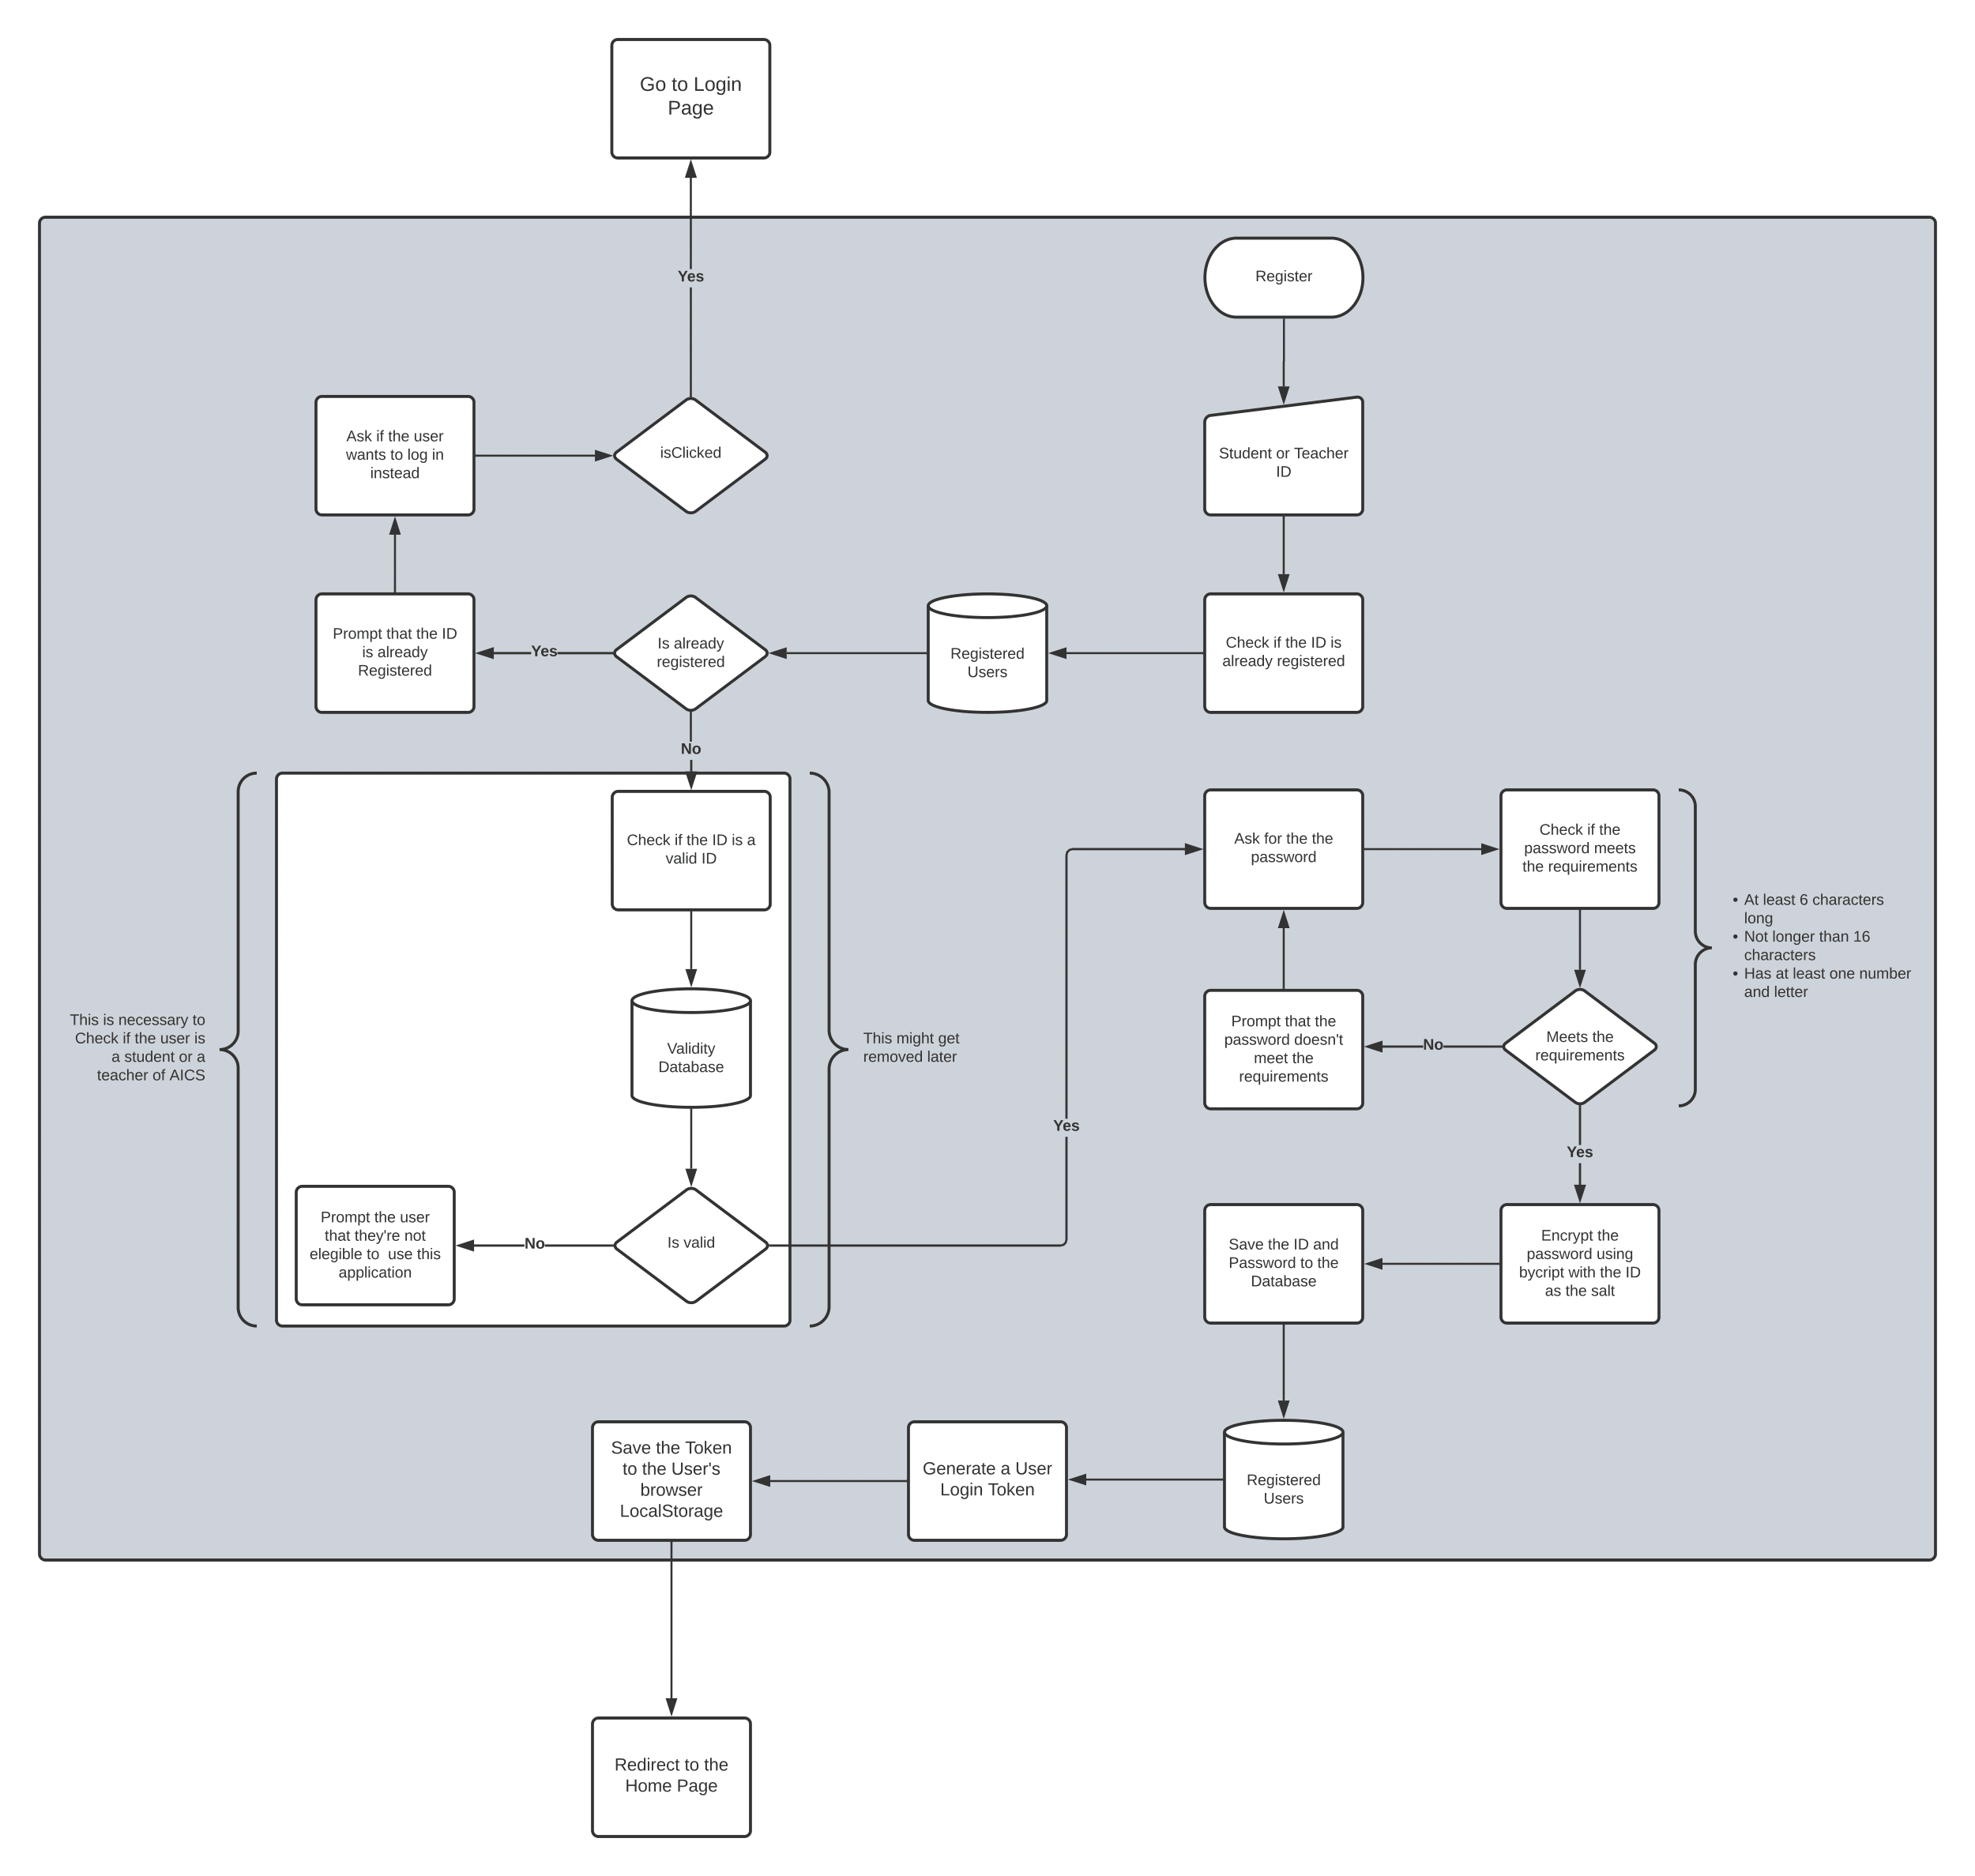 Go to Login
Page
Yes
Register
Ask if the user
wants to log in
instead
isClicked
Student or Teacher
ID
Prompt that the ID
is already
Registered
Yes
Is already
registered
Registered
Users
Check if the ID is
already registered
No
Check if the ID is a
valid ID
Ask for the the
password
Check if the
password meets
the requirements
• At least 6 characters
long
• Not longer than 16
characters
• Has at least one number
and letter
This is necessary to
Check if the user is
a student or a
teacher of AICS
Validity
Database
This might get
removed later
Prompt that the
password doesn't
meet the
requirements
No
Meets the
requirements
Yes
Yes
Prompt the user
that they're not
elegible to  use this
application
No
Is valid
Save the ID and
Password to the
Database
Encrypt the
password using
bycript with the ID
as the salt
Save the Token
to the User's
browser
LocalStorage
Generate a User
Login Token
Registered
Users
Redirect to the
Home Page